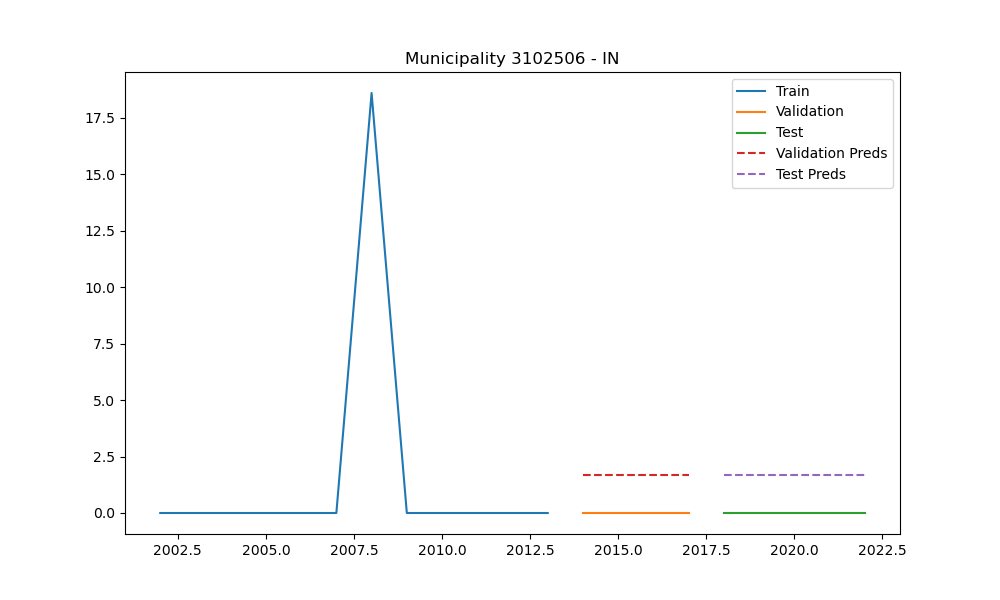 Municipality 3102506 - IN
Train
Validation
Test
Validation Preds
Test Preds
17.5
15.0
12.5
10.0
7.5
5.0
2.5
0.0
2002.5 2005.0 2007.5 2010.0 2012.5 2015.0 2017.5 2020.0 2022.5